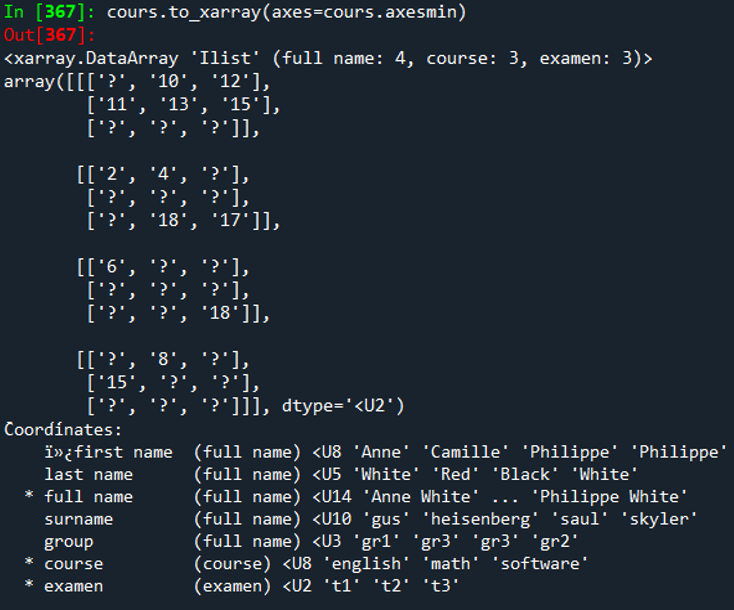 In [367]: cours.to_xarray(axes=cours.axesmin)
Out[367]:
<xarray.DataArray 'Ilist' (full name: 4, course: 3, examen: 3)>
array([[['?', '10', '12'],
        ['11', '13', '15'],
        ['?', '?', '?']],

       [['2', '4', '?'],
        ['?', '?', '?'],
        ['?', '18', '17']],

       [['6', '?', '?'],
        ['?', '?', '?'],
        ['?', '?', '18']],

       [['?', '8', '?'],
        ['15', '?', '?'],
        ['?', '?', '?']]], dtype='<U2')
Coordinates:
    ï»¿first name  (full name) <U8 'Anne' 'Camille' 'Philippe' 'Philippe'
    last name      (full name) <U5 'White' 'Red' 'Black' 'White'
  * full name      (full name) <U14 'Anne White' ... 'Philippe White'
    surname        (full name) <U10 'gus' 'heisenberg' 'saul' 'skyler'
    group          (full name) <U3 'gr1' 'gr3' 'gr3' 'gr2'
  * course         (course) <U8 'english' 'math' 'software'
  * examen         (examen) <U2 't1' 't2' 't3'